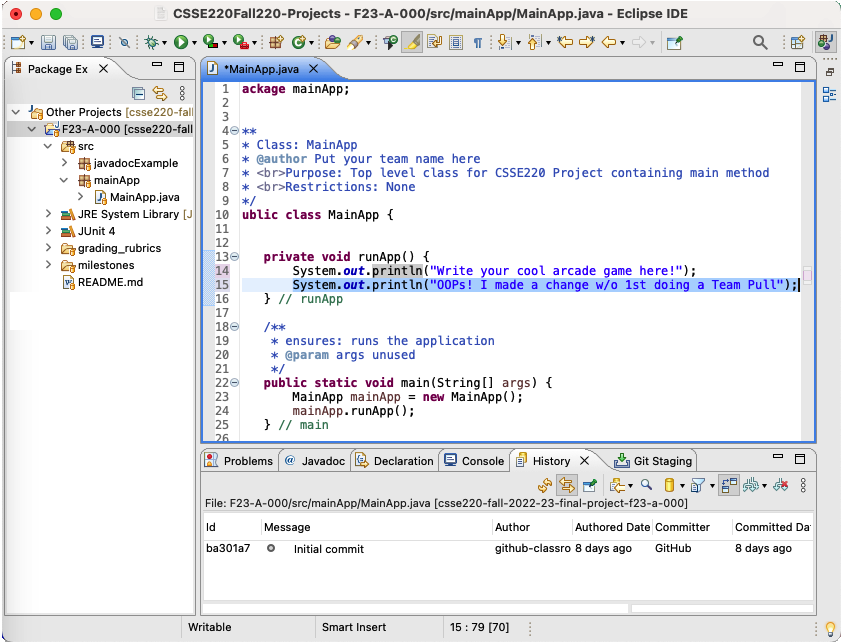 CSSE220Fall220-Projects - F23-A-000/src/mainApp/MainApp.java - Eclipse IDE
Package Ex
Other Projects [csse220-fall
F23-A-000 [csse220-fall
src
javadocExample
mainApp
MainApp.java
JRE System Library [J
JUnit 4
grading_rubrics
milestones
README.md
*MainApp.java
1 ackage mainApp;
2
3
4 **
5 * Class: MainApp
6 * @author Put your team name here
7 * <br>Purpose: Top level class for CSSE220 Project containing main method
8 * <br>Restrictions: None
9 */
10 ublic class MainApp {
11
12
13 private void runApp() {
14 System.out.println("Write your cool arcade game here!");
15 System.out.println("OOPs! I made a change w/o 1st doing a Team Pull");
16 } // runApp
17
18 /**
19 * ensures: runs the application
20 * @param args unused
21 */
22 public static void main(String[] args) {
23 MainApp mainApp = new MainApp();
24 mainApp.runApp();
25 } // main
26
Problems
Javadoc
Declaration
Console
History
Git Staging
File: F23-A-000/src/mainApp/MainApp.java [csse220-fall-2022-23-final-project-f23-a-000]
Id Message Author Authored Date Committer Committed Da
ba301a7 Initial commit github-classro 8 days ago GitHub 8 days ago
Writable Smart Insert 15 : 79 [70]